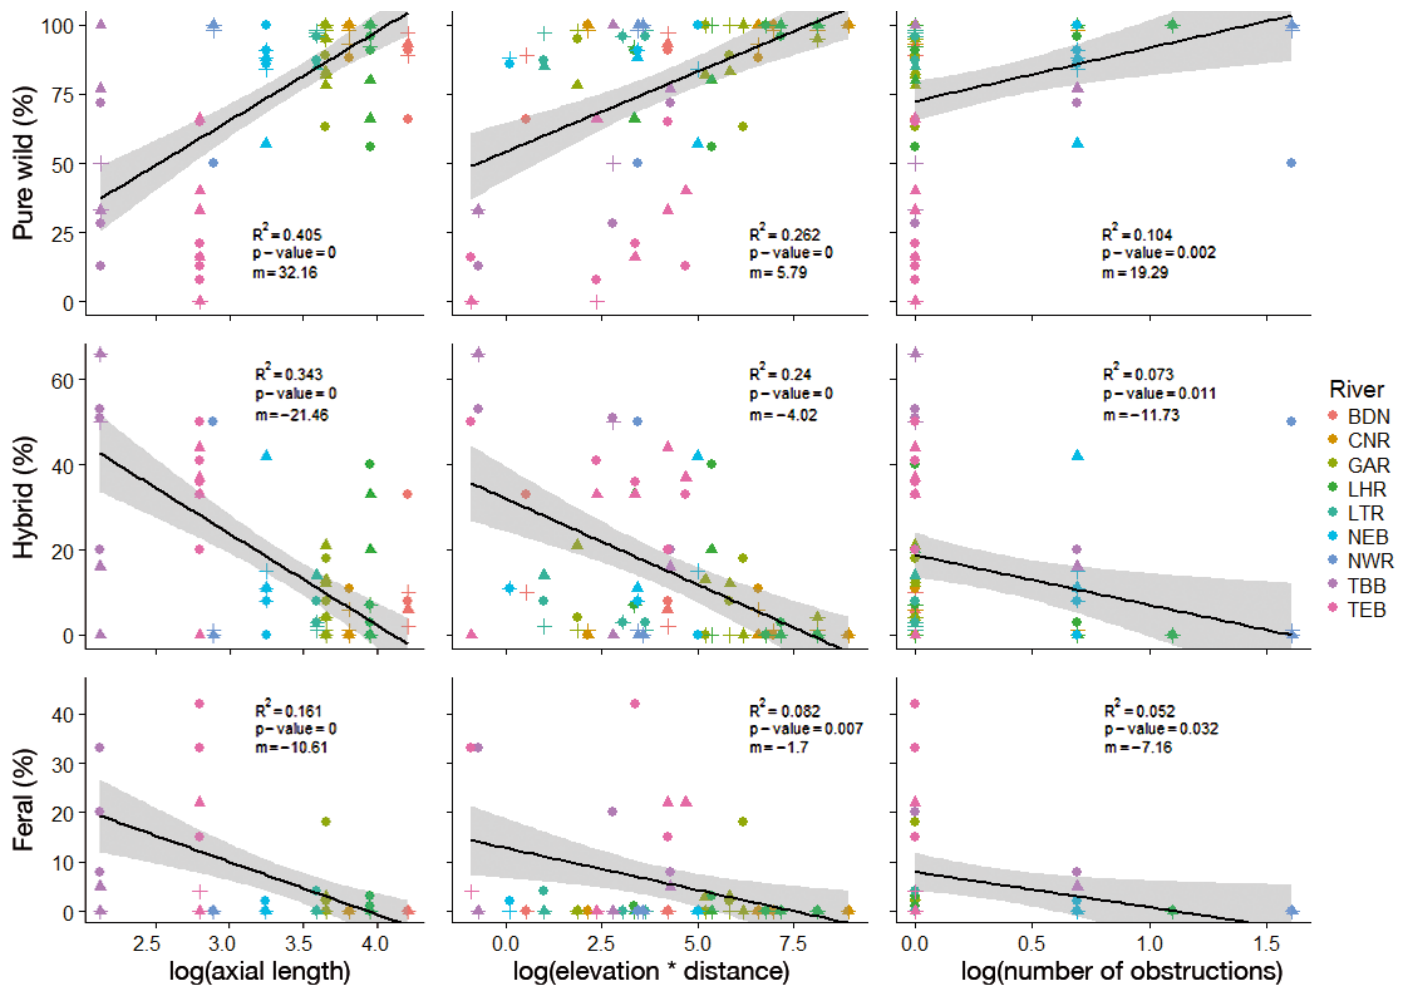 Pure wild (%)
100
75
50
25
0
R² = 0.405
p − value = 0
m = 32.16
R² = 0.262
p − value = 0
m = 5.79
R² = 0.104
p − value = 0.002
m = 19.29
Hybrid (%)
60
40
20
0
R² = 0.343
p − value = 0
m = −21.46
R² = 0.24
p − value = 0
m = −4.02
R² = 0.073
p − value = 0.011
m = −11.73
Feral (%)
40
30
20
10
0
R² = 0.161
p − value = 0
m = −10.61
R² = 0.082
p − value = 0.007
m = −1.7
R² = 0.052
p − value = 0.032
m = −7.16
2.5 3.0 3.5 4.0
log(axial length)
0.0 2.5 5.0 7.5
log(elevation * distance)
0.0 0.5 1.0 1.5
log(number of obstructions)
River
BDN
CNR
GAR
LHR
LTR
NEB
NWR
TBB
TEB